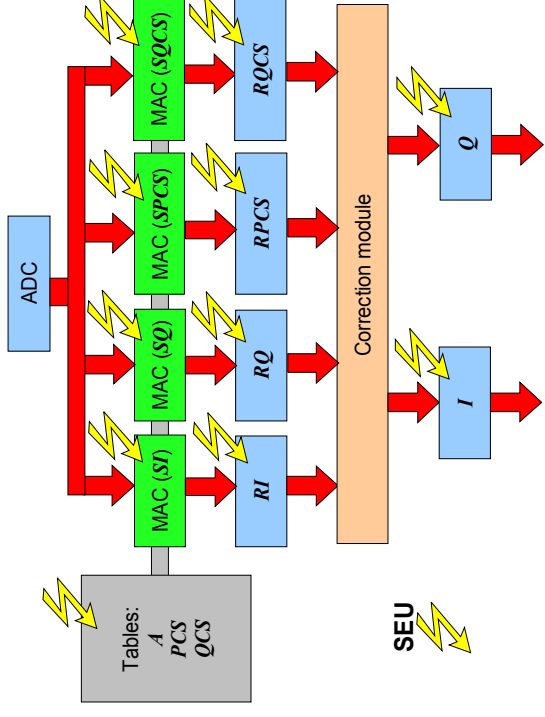 ADC
Tables:
A
PCS
QCS
MAC (SI)
MAC (SQ)
MAC (SPCS)
MAC (SQCS)
RI
RQ
RPCS
RQCS
Correction module
I
Q
SEU